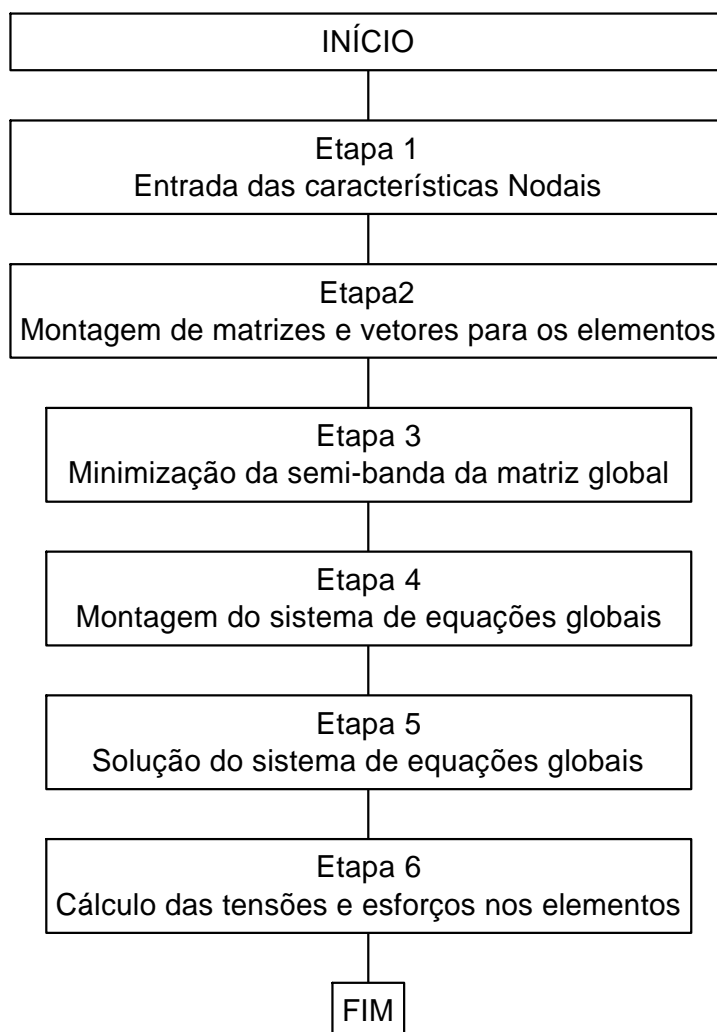 INÍCIO
Etapa 1
Entrada das características Nodais
Etapa2
Montagem de matrizes e vetores para os elementos
Etapa 3
Minimização da semi-banda da matriz global
Etapa 4
Montagem do sistema de equações globais
Etapa 5
Solução do sistema de equações globais
Etapa 6
Cálculo das tensões e esforços nos elementos
FIM